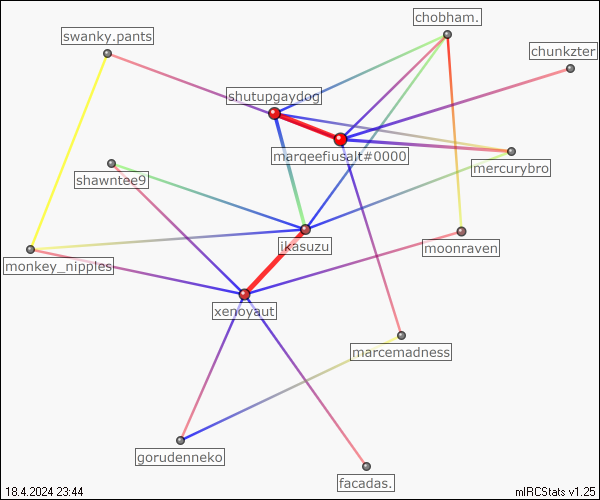 chobham.
swanky.pants
chunkzter
shutupgaydog
marqeefiusalt#0000
mercurybro
shawntee9
ikasuzu
moonraven
monkey_nipples
xenoyaut
marcemadness
gorudenneko
facadas.
18.4.2024 23:44
mIRCStats v1.25